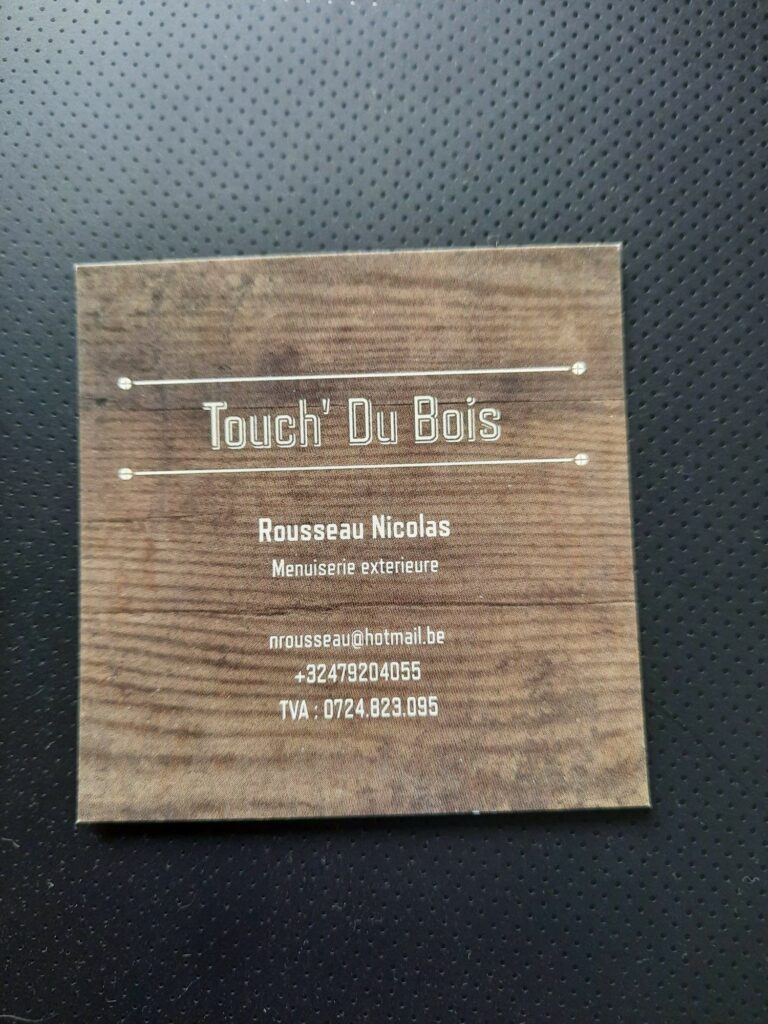 Touch' Du Bois
Rousseau Nicolas
Menuiserie exterieure
nrousseau@hotmail.be
+32479204055
TVA : 0724.823.095